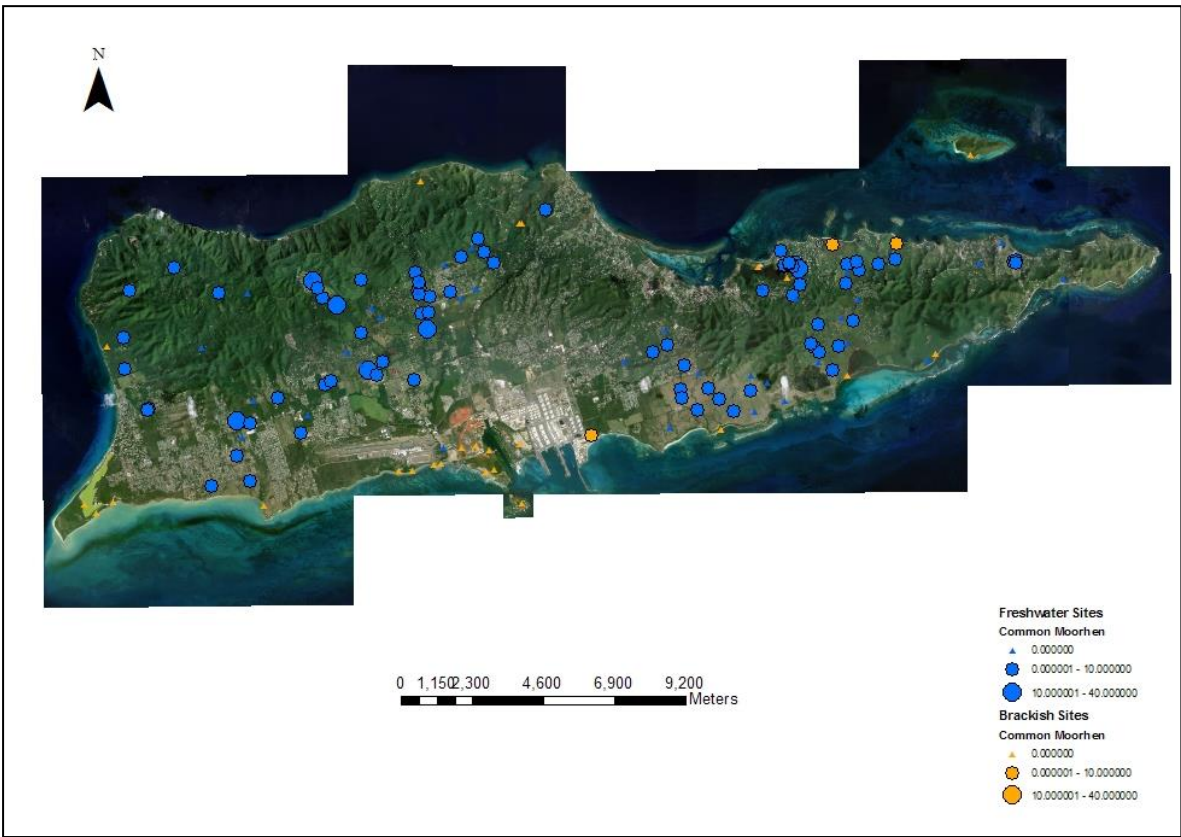 N
0 1,150 2,300 4,600 6,900 9,200
Meters
Freshwater Sites
Common Moorhen
0.000000
0.000001 - 10.000000
10.000001 - 40.000000
Brackish Sites
Common Moorhen
0.000000
0.000001 - 10.000000
10.000001 - 40.000000